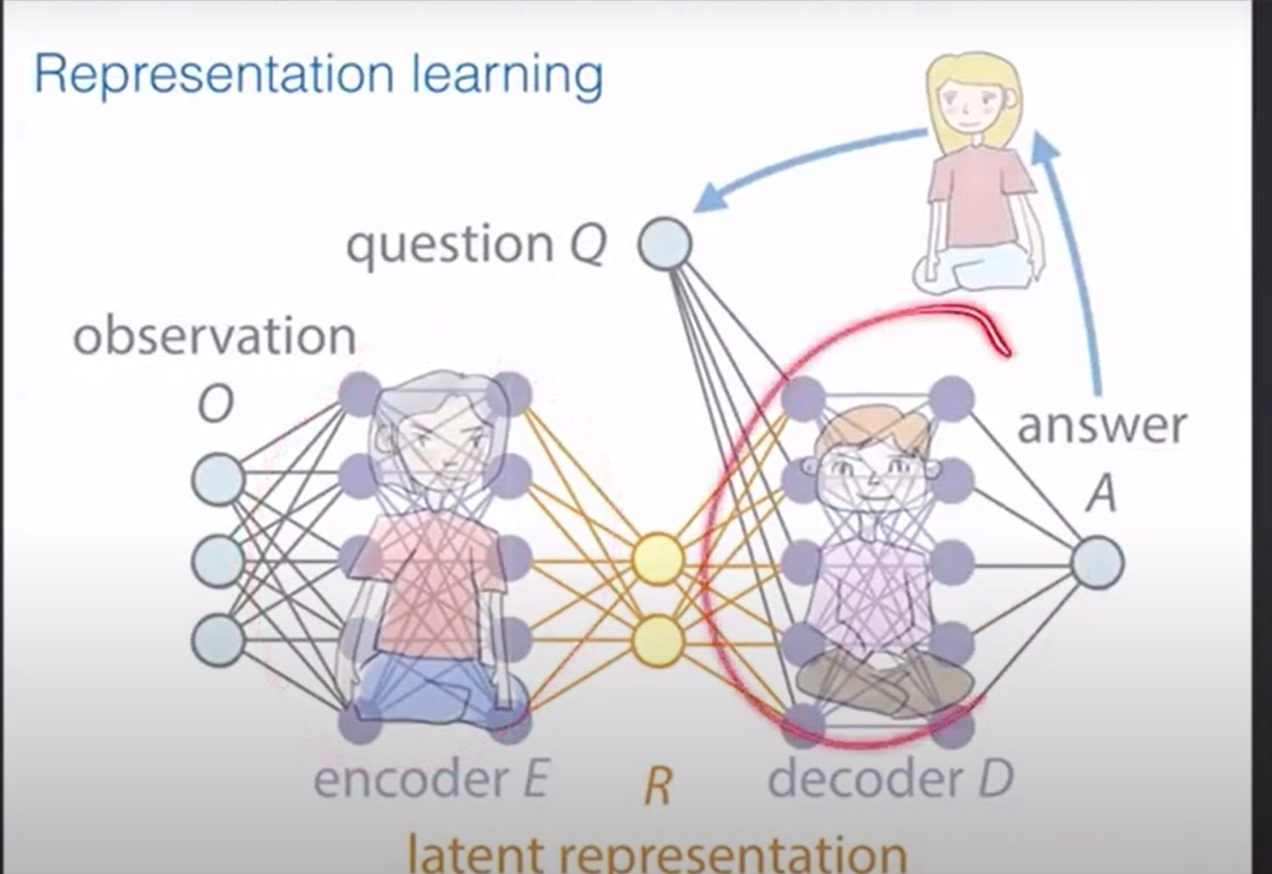 Representation learning
question Q
observation
O
answer
A
encoder E
R
decoder D
latent representation